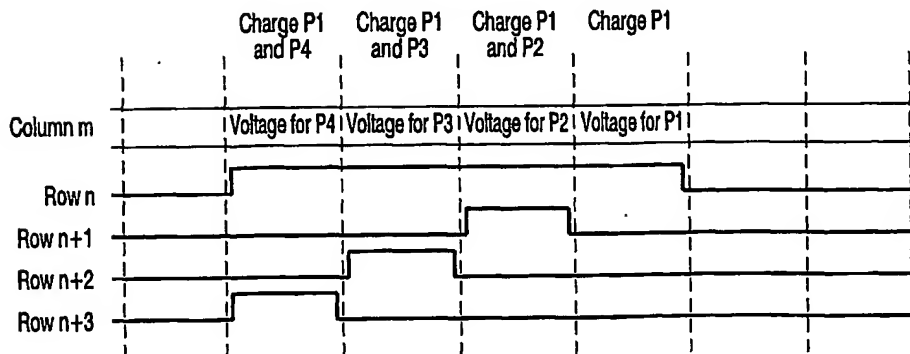 Charge P1
and P4
Charge P1
and P3
Charge P1
and P2
Charge P1
Column m
Voltage for P4
Voltage for P3
Voltage for P2
Voltage for P1
Row n
Row n+1
Row n+2
Row n+3